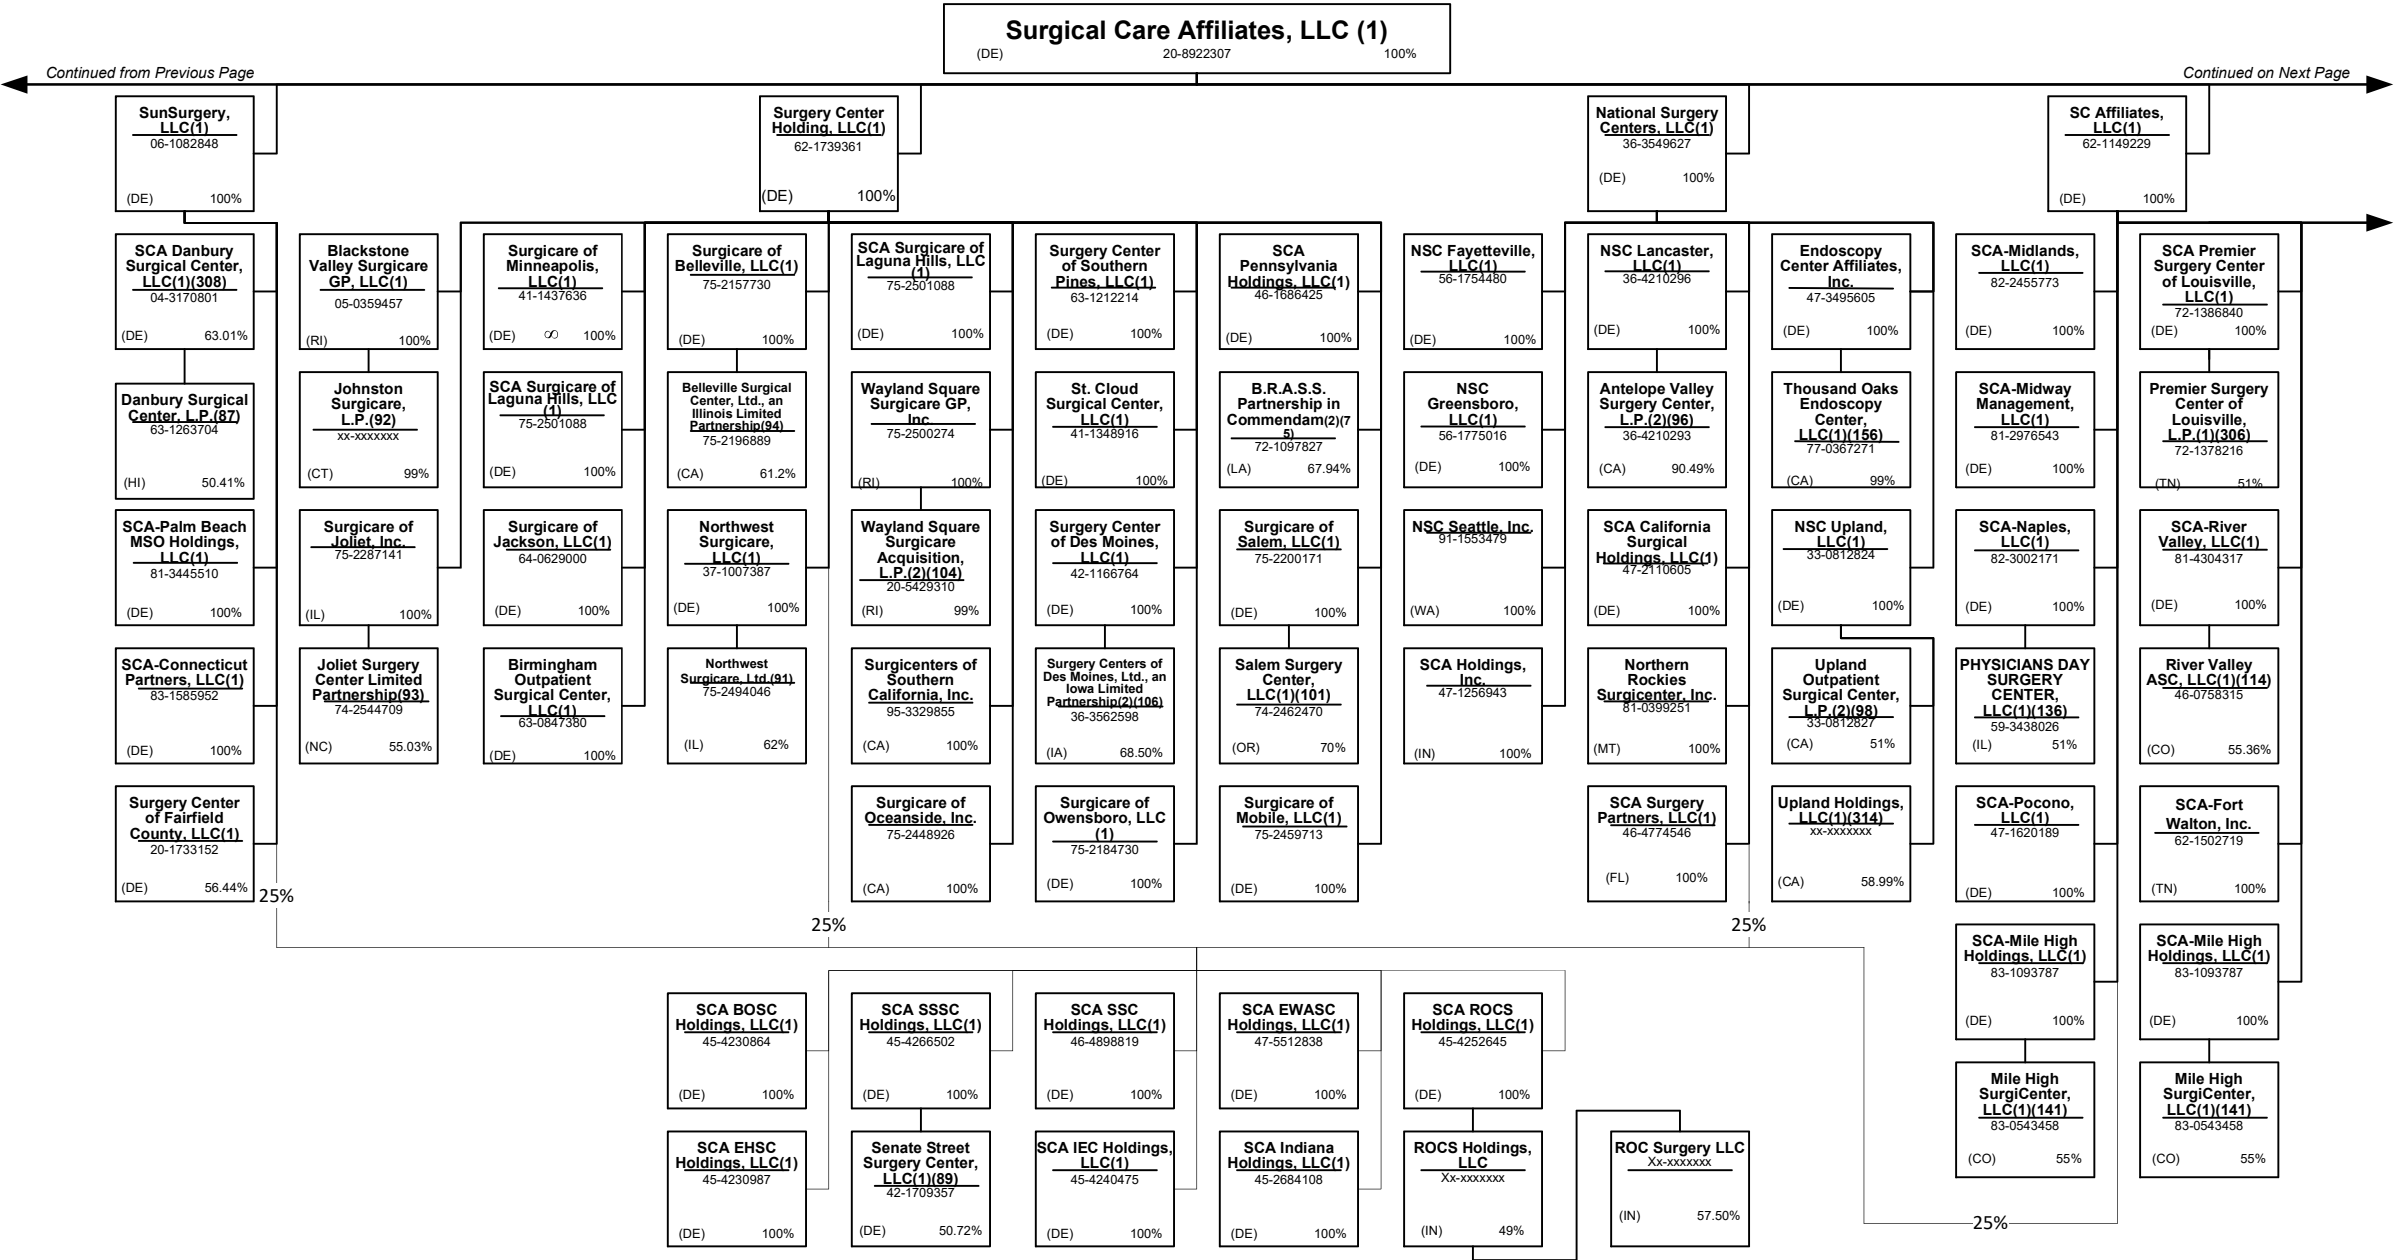 Surgical Care Affiliates, LLC (1)
(DE) 20-8922307 100%
Continued from Previous Page
Continued on Next Page
SunSurgery,
LLC(1)
06-1082848
(DE) 100%
Surgery Center
Holding, LLC(1)
62-1739361
(DE) 100%
National Surgery
Centers, LLC(1)
36-3549627
(DE) 100%
SC Affiliates,
LLC(1)
62-1149229
(DE) 100%
SCA Danbury
Surgical Center,
LLC(1)(308)
04-3170801
(DE) 63.01%
Blackstone
Valley Surgicare
GP, LLC(1)
05-0359457
(RI) 100%
Surgicare of
Minneapolis,
LLC(1)
41-1437636
(DE) ∞ 100%
Surgicare of
Belleville, LLC(1)
75-2157730
(DE) 100%
SCA Surgicare of
Laguna Hills, LLC
(1)
75-2501088
(DE) 100%
Surgery Center
of Southern
Pines, LLC(1)
63-1212214
(DE) 100%
SCA
Pennsylvania
Holdings, LLC(1)
46-1686425
(DE) 100%
NSC Fayetteville,
LLC(1)
56-1754480
(DE) 100%
NSC Lancaster,
LLC(1)
36-4210296
(DE) 100%
Endoscopy
Center Affiliates,
Inc.
47-3495605
(DE) 100%
SCA-Midlands,
LLC(1)
82-2455773
(DE) 100%
SCA Premier
Surgery Center
of Louisville,
LLC(1)
72-1386840
(DE) 100%
Danbury Surgical
Center, L.P.(87)
63-1263704
(HI) 50.41%
Johnston
Surgicare,
L.P.(92)
xx-xxxxxxx
(CT) 99%
SCA Surgicare of
Laguna Hills, LLC
(1)
75-2501088
(DE) 100%
Belleville Surgical
Center, Ltd., an
Illinois Limited
Partnership(94)
75-2196889
(CA) 61.2%
Wayland Square
Surgicare GP,
Inc.
75-2500274
(RI) 100%
St. Cloud
Surgical Center,
LLC(1)
41-1348916
(DE) 100%
B.R.A.S.S.
Partnership in
Commendam(2)(7
5)
72-1097827
(LA) 67.94%
NSC
Greensboro,
LLC(1)
56-1775016
(DE) 100%
Antelope Valley
Surgery Center,
L.P.(2)(96)
36-4210293
(CA) 90.49%
Thousand Oaks
Endoscopy
Center,
LLC(1)(156)
77-0367271
(CA) 99%
SCA-Midway
Management,
LLC(1)
81-2976543
(DE) 100%
Premier Surgery
Center of
Louisville,
L.P.(1)(306)
72-1378216
(TN) 51%
SCA-Palm Beach
MSO Holdings,
LLC(1)
81-3445510
(DE) 100%
Surgicare of
Joliet, Inc.
75-2287141
(IL) 100%
Surgicare of
Jackson, LLC(1)
64-0629000
(DE) 100%
Northwest
Surgicare,
LLC(1)
37-1007387
(DE) 100%
Wayland Square
Surgicare
Acquisition,
L.P.(2)(104)
20-5429310
(RI) 99%
Surgery Center
of Des Moines,
LLC(1)
42-1166764
(DE) 100%
Surgicare of
Salem, LLC(1)
75-2200171
(DE) 100%
NSC Seattle, Inc.
91-1553479
(WA) 100%
SCA California
Surgical
Holdings, LLC(1)
47-2110605
(DE) 100%
NSC Upland,
LLC(1)
33-0812824
(DE) 100%
SCA-Naples,
LLC(1)
82-3002171
(DE) 100%
SCA-River
Valley, LLC(1)
81-4304317
(DE) 100%
SCA-Connecticut
Partners, LLC(1)
83-1585952
(DE) 100%
Joliet Surgery
Center Limited
Partnership(93)
74-2544709
(NC) 55.03%
Birmingham
Outpatient
Surgical Center,
LLC(1)
63-0847380
(DE) 100%
Northwest
Surgicare, Ltd.(91)
75-2494046
(IL) 62%
Surgicenters of
Southern
California, Inc.
95-3329855
(CA) 100%
Surgery Centers of
Des Moines, Ltd., an
Iowa Limited
Partnership(2)(106)
36-3562598
(IA) 68.50%
Salem Surgery
Center,
LLC(1)(101)
74-2462470
(OR) 70%
SCA Holdings,
Inc.
47-1256943
(IN) 100%
Northern
Rockies
Surgicenter, Inc.
81-0399251
(MT) 100%
Upland
Outpatient
Surgical Center,
L.P.(2)(98)
33-0812827
(CA) 51%
PHYSICIANS DAY
SURGERY
CENTER,
LLC(1)(136)
59-3438026
(IL) 51%
River Valley
ASC, LLC(1)(114)
46-0758315
(CO) 55.36%
Surgery Center
of Fairfield
County, LLC(1)
20-1733152
(DE) 56.44%
Surgicare of
Oceanside, Inc.
75-2448926
(CA) 100%
Surgicare of
Owensboro, LLC
(1)
75-2184730
(DE) 100%
Surgicare of
Mobile, LLC(1)
75-2459713
(DE) 100%
SCA Surgery
Partners, LLC(1)
46-4774546
(FL) 100%
Upland Holdings,
LLC(1)(314)
xx-xxxxxxx
(CA) 58.99%
SCA-Pocono,
LLC(1)
47-1620189
(DE) 100%
SCA-Fort
Walton, Inc.
62-1502719
(TN) 100%
25%
25%
25%
SCA-Mile High
Holdings, LLC(1)
83-1093787
(DE) 100%
SCA-Mile High
Holdings, LLC(1)
83-1093787
(DE) 100%
SCA BOSC
Holdings, LLC(1)
45-4230864
(DE) 100%
SCA SSSC
Holdings, LLC(1)
45-4266502
(DE) 100%
SCA SSC
Holdings, LLC(1)
46-4898819
(DE) 100%
SCA EWASC
Holdings, LLC(1)
47-5512838
(DE) 100%
SCA ROCS
Holdings, LLC(1)
45-4252645
(DE) 100%
Mile High
SurgiCenter,
LLC(1)(141)
83-0543458
(CO) 55%
Mile High
SurgiCenter,
LLC(1)(141)
83-0543458
(CO) 55%
SCA EHSC
Holdings, LLC(1)
45-4230987
(DE) 100%
Senate Street
Surgery Center,
LLC(1)(89)
42-1709357
(DE) 50.72%
SCA IEC Holdings,
LLC(1)
45-4240475
(DE) 100%
SCA Indiana
Holdings, LLC(1)
45-2684108
(DE) 100%
ROCS Holdings,
LLC
Xx-xxxxxxx
(IN) 49%
ROC Surgery LLC
Xx-xxxxxxx
(IN) 57.50%
25%